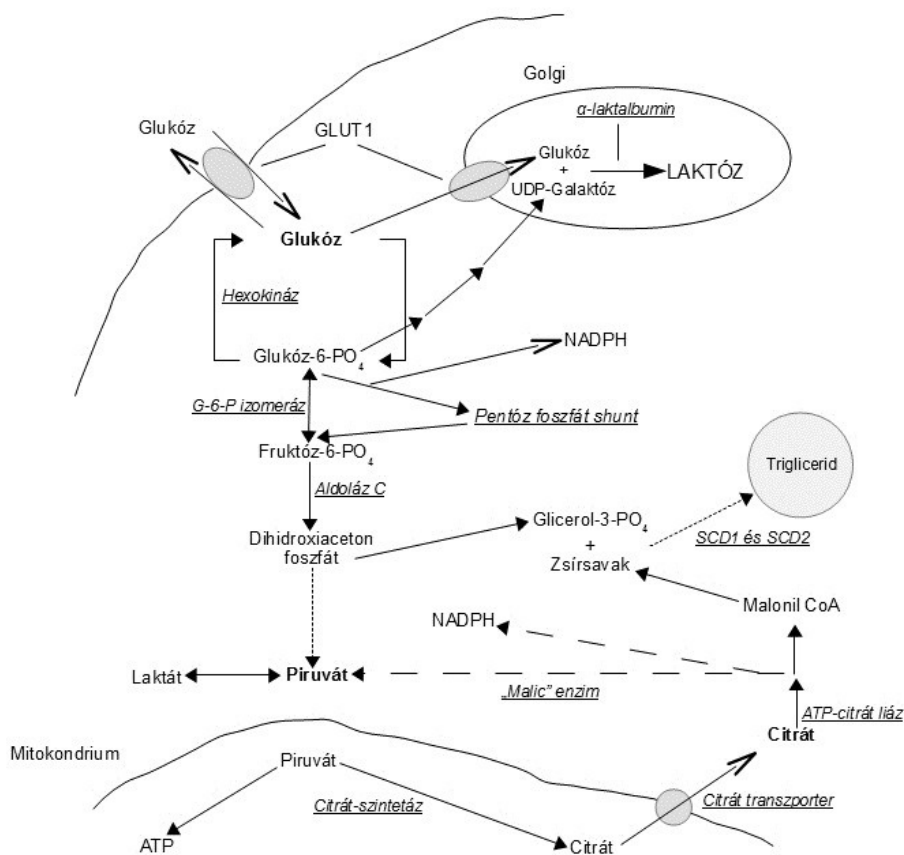 Golgi
α-laktalbumin
Glukóz
GLUT1
Glukóz
+
UDP-Galaktóz
LAKTÓZ
Glukóz
Hexokináz
Glukóz-6-PO4
NADPH
G-6-P izomeráz
Pentóz foszfát shunt
Fruktóz-6-PO4
Aldoláz C
Triglicerid
Dihidroxiaceton
foszfát
Glicerol-3-PO4
+
Zsírsavak
SCD1 és SCD2
Malonil CoA
NADPH
Laktát
Piruvát
„Malic” enzim
ATP-citrát liáz
Citrát
Mitokondrium
Piruvát
Citrát-szintetáz
Citrát transzporter
ATP
Citrát